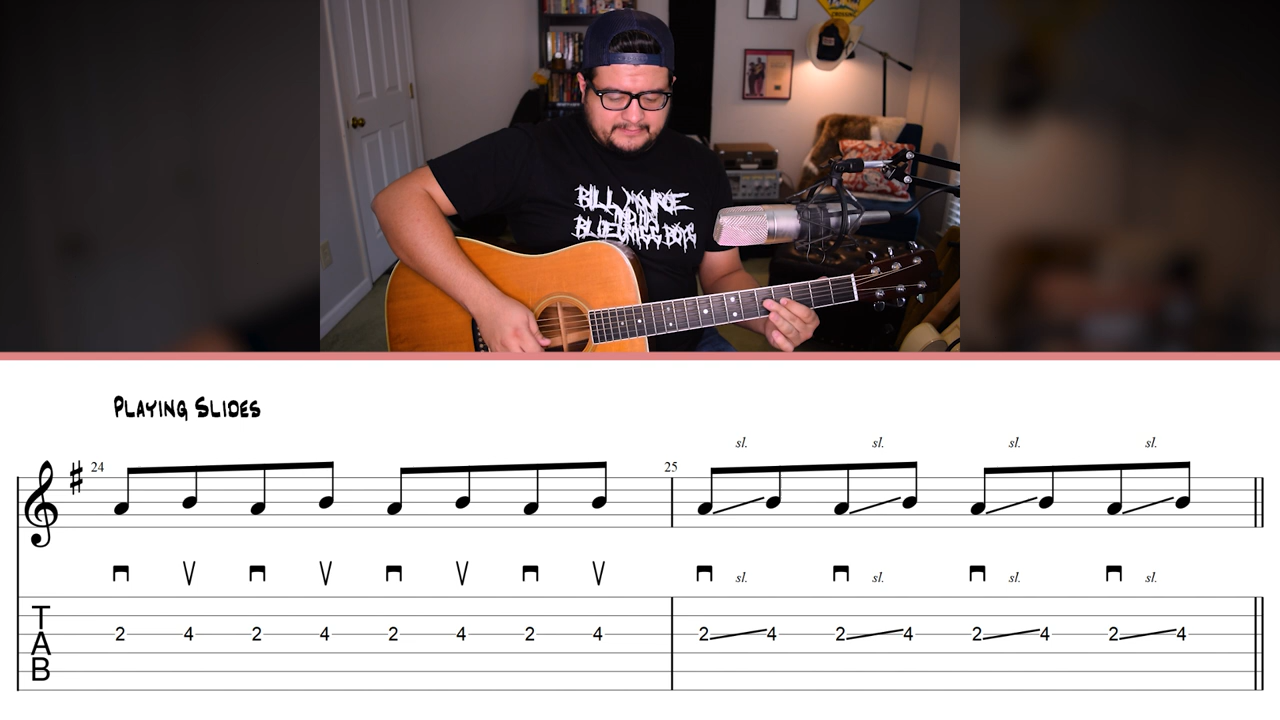 BILL MONROE
AND HIS
BLUEGRASS BOYS
PLAYING SLIDES
sl. sl. sl. sl.
24 25
sl. sl. sl. sl.
T
A
B
2 4 2 4 2 4 2 4 2 4 2 4 2 4 2 4